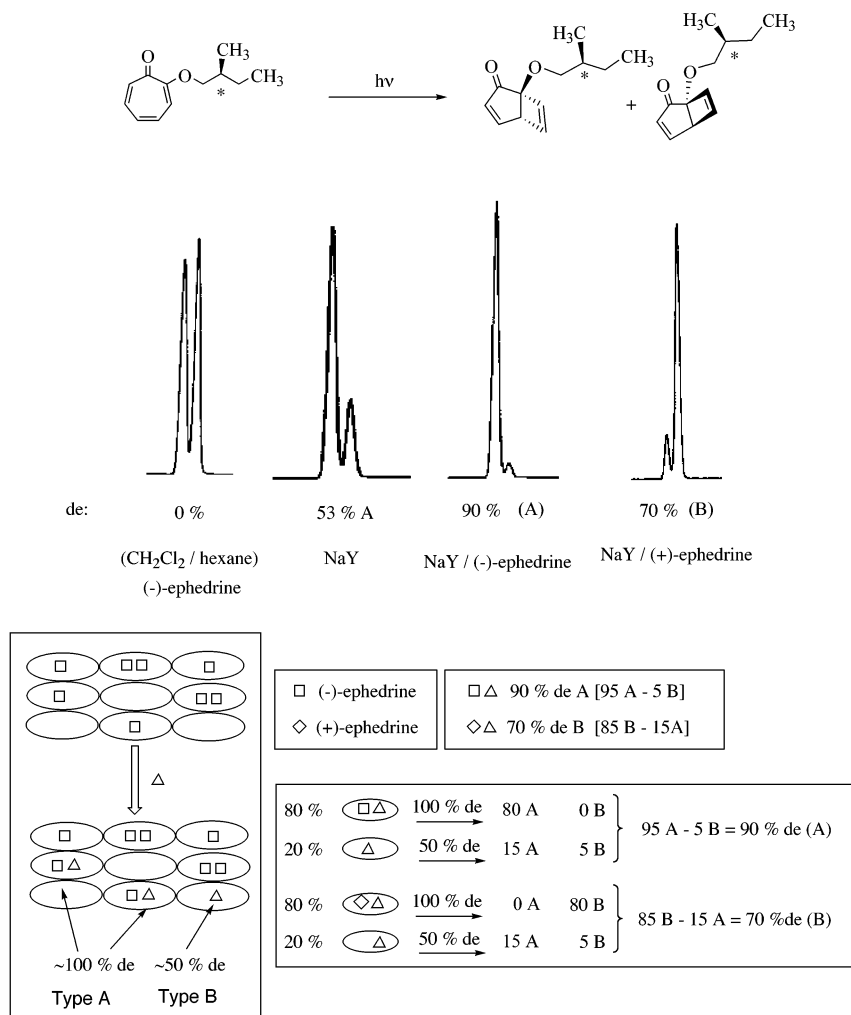 O
O
CH3
CH3
*
hν
H3C
CH3
O
O
*
+
H3C
CH3
O
O
*
de:
0 %
53 % A
90 % (A)
70 % (B)
(CH2Cl2 / hexane)
(-)-ephedrine
NaY
NaY / (-)-ephedrine
NaY / (+)-ephedrine
~100 % de
~50 % de
Type A
Type B
(-)-ephedrine
(+)-ephedrine
90 % de A [95 A - 5 B]
70 % de B [85 B - 15A]
80 % 100 % de 80 A 0 B
20 % 50 % de 15 A 5 B
95 A - 5 B = 90 % de (A)
80 % 100 % de 0 A 80 B
20 % 50 % de 15 A 5 B
85 B - 15 A = 70 %de (B)